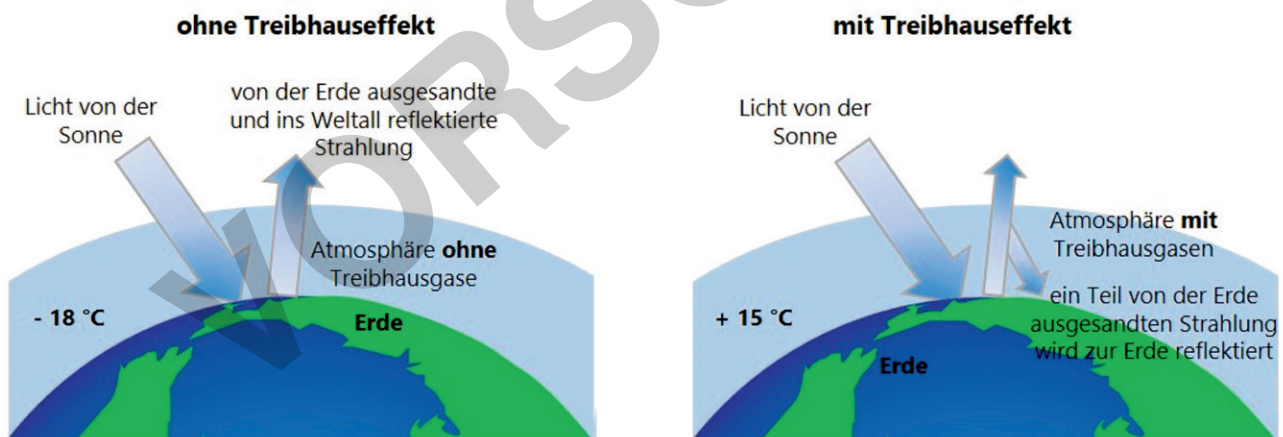 ohne Treibhauseffekt
Licht von der
Sonne
von der Erde ausgesandte
und ins Weltall reflektierte
Strahlung
Atmosphäre ohne
Treibhausgase
- 18 °C
Erde
mit Treibhauseffekt
Licht von der
Sonne
Atmosphäre mit
Treibhausgasen
+ 15 °C
ein Teil von der Erde
ausgesandten Strahlung
wird zur Erde reflektiert
Erde
VORS